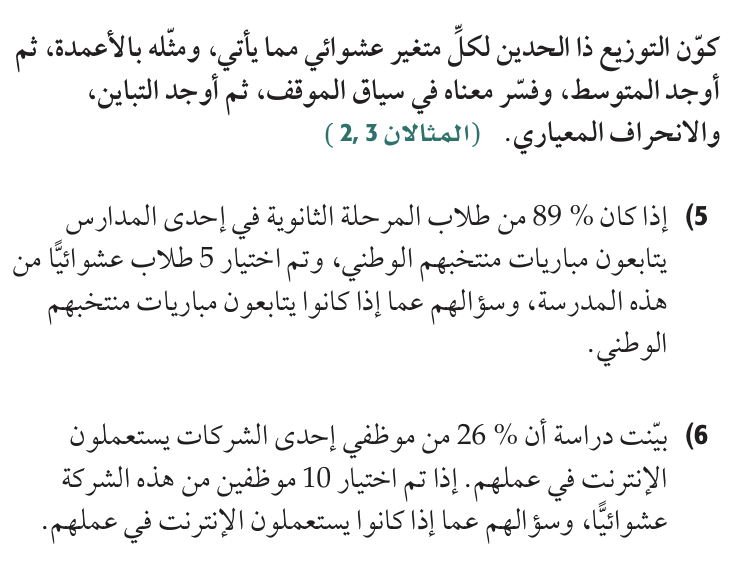 كوّن التوزيع ذا الحدين لكلِّ متغير عشوائي مما يأتي، ومثّله بالأعمدة، ثم
أوجد المتوسط، وفسّر معناه في سياق الموقف، ثم أوجد التباين،
والانحراف المعياري. (المثالان 3 ,2 )
5) إذا كان % 89 من طلاب المرحلة الثانوية في إحدى المدارس
يتابعون مباريات منتخبهم الوطني، وتم اختيار 5 طلاب عشوائيًّا من
هذه المدرسة، وسؤالهم عما إذا كانوا يتابعون مباريات منتخبهم
الوطني.
6) بيّنت دراسة أن % 26 من موظفي إحدى الشركات يستعملون
الإنترنت في عملهم. إذا تم اختيار 10 موظفين من هذه الشركة
عشوائيًّا، وسؤالهم عما إذا كانوا يستعملون الإنترنت في عملهم.